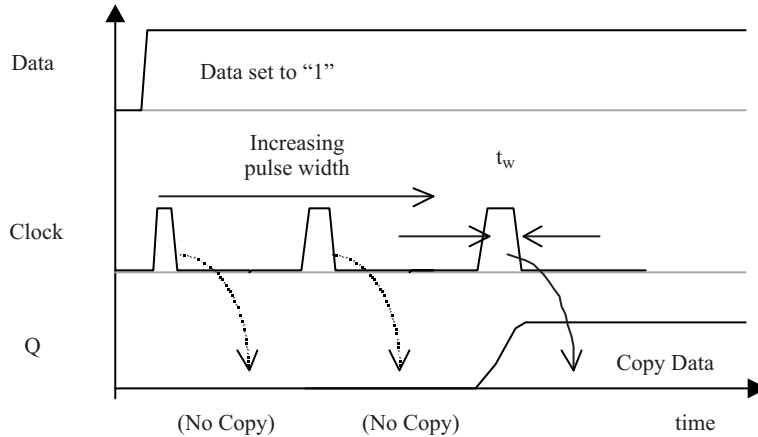 Data
Data set to “1”
Increasing
pulse width
tw
Clock
Q
Copy Data
(No Copy)
(No Copy)
time